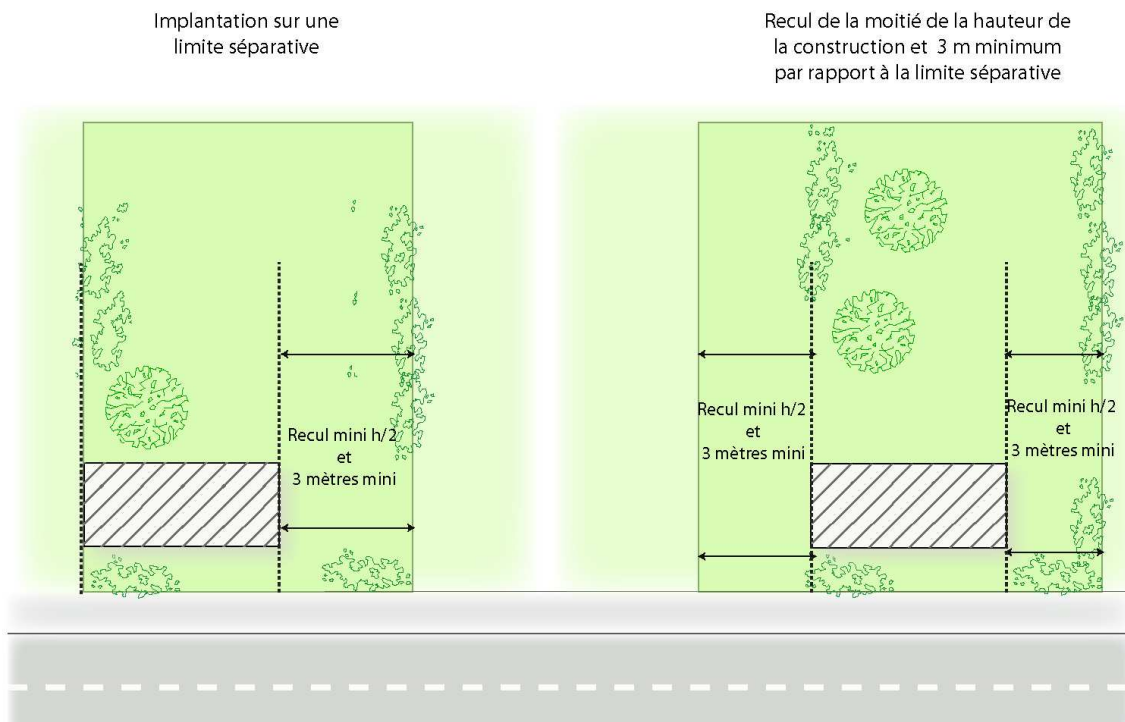 Implantation sur une
limite séparative
Recul de la moitié de la hauteur de
la construction et 3 m minimum
par rapport à la limite séparative
Recul mini h/2
et
3 mètres mini
Recul mini h/2
et
3 mètres mini
Recul mini h/2
et
3 mètres mini